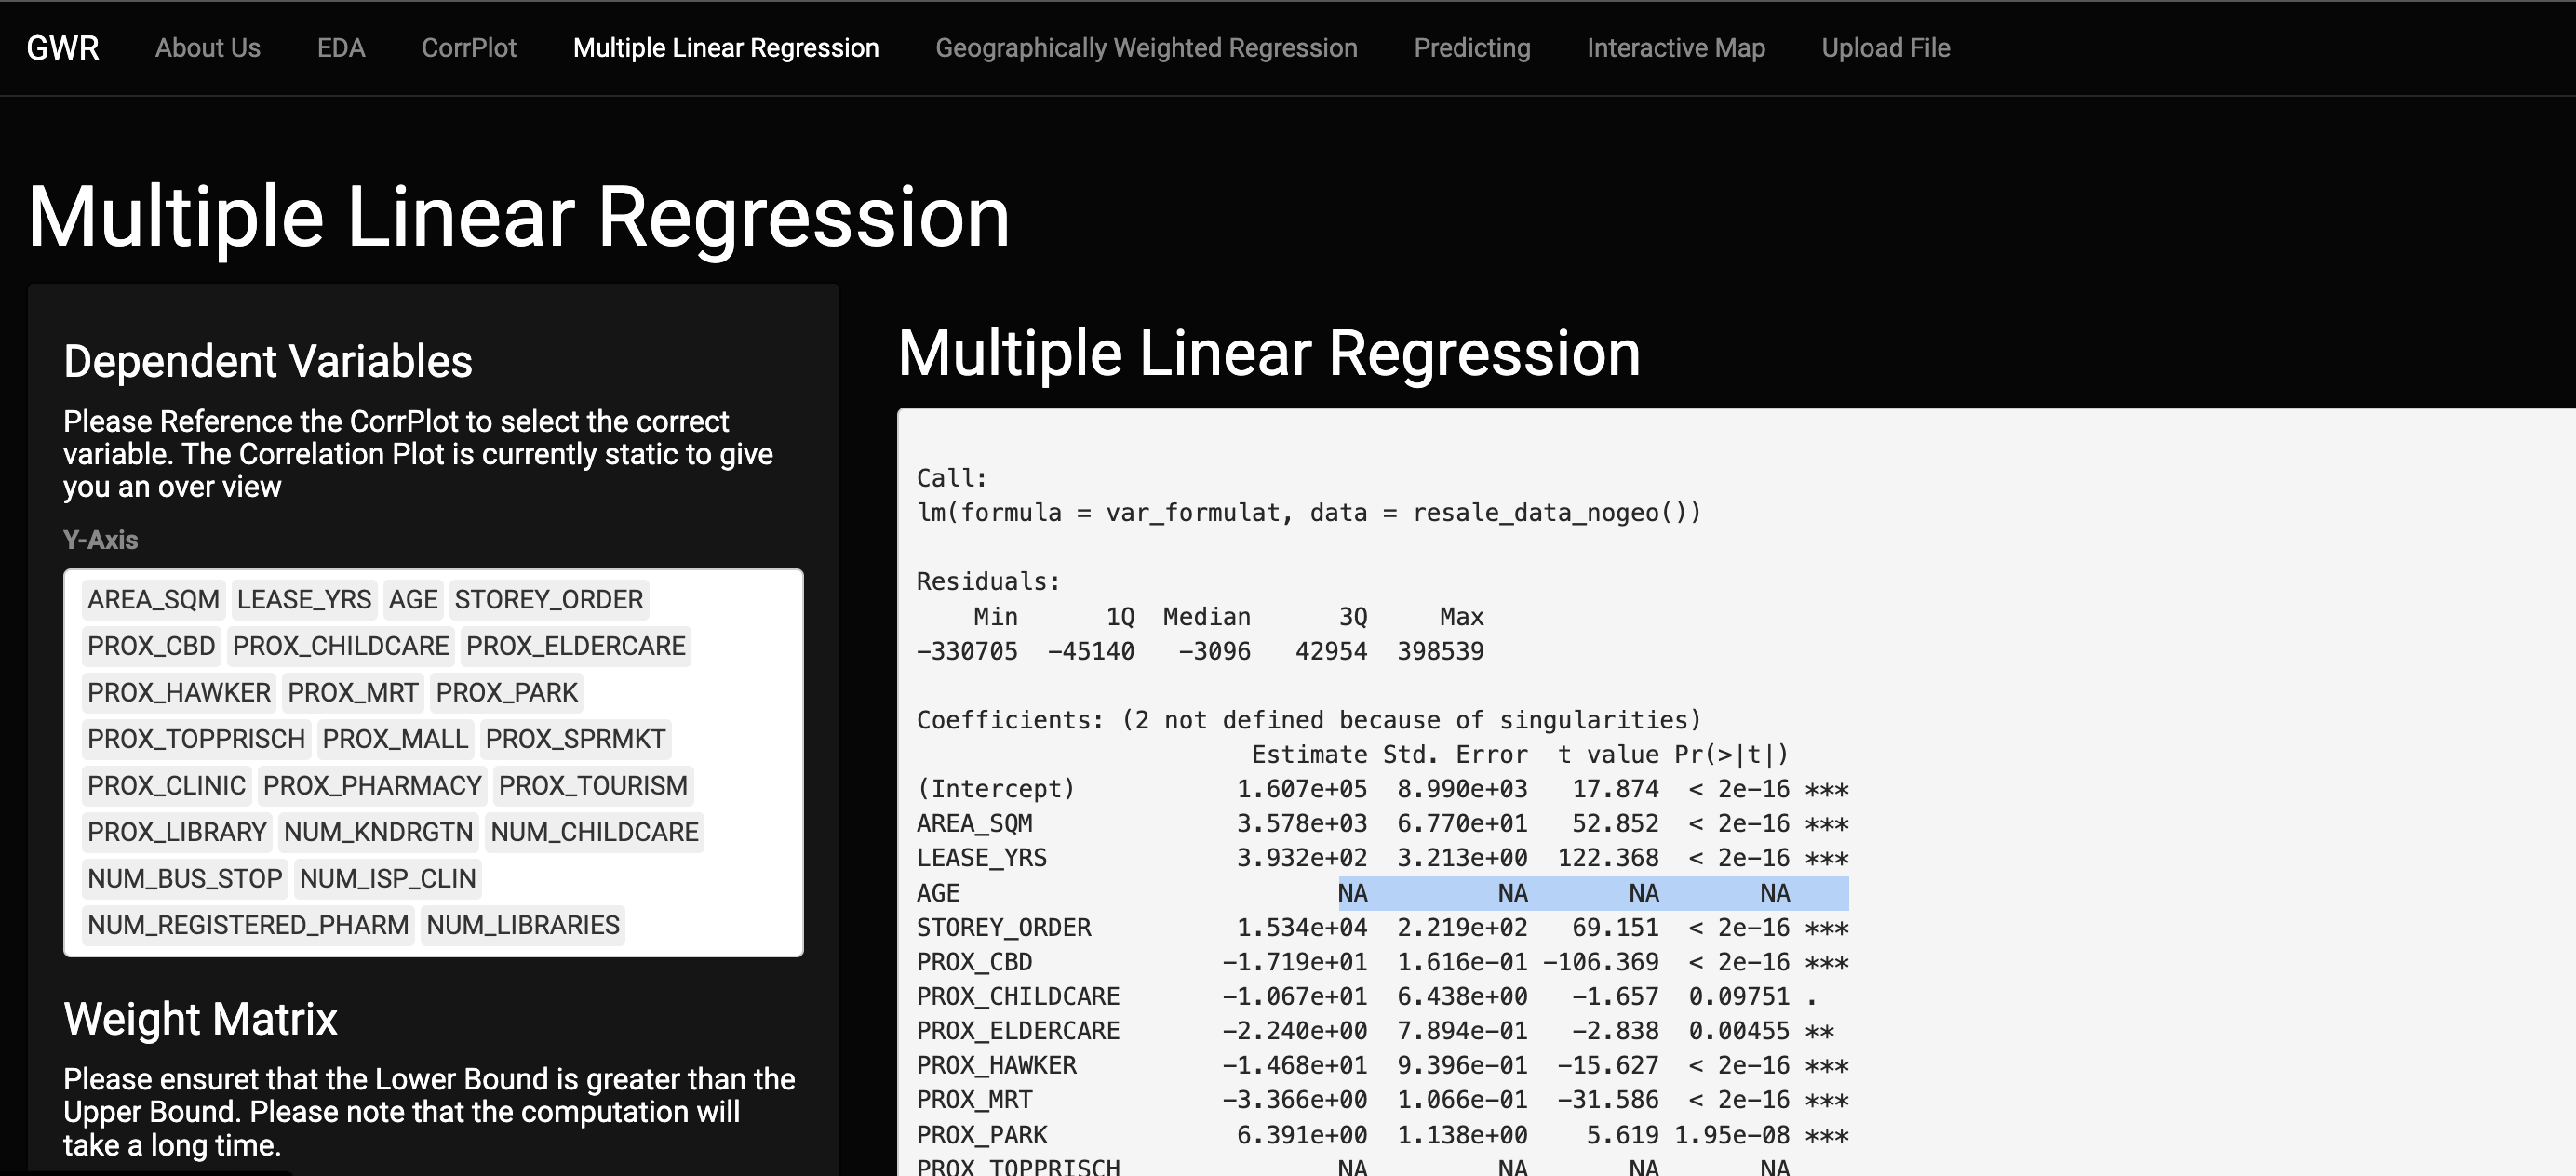 GWR About Us EDA CorrPlot Multiple Linear Regression Geographically Weighted Regression Predicting Interactive Map Upload File
Multiple Linear Regression
Dependent Variables
Please Reference the CorrPlot to select the correct
variable. The Correlation Plot is currently static to give
you an over view
Y-Axis
AREA_SQM LEASE_YRS AGE STOREY_ORDER
PROX_CBD PROX_CHILDCARE PROX_ELDERCARE
PROX_HAWKER PROX_MRT PROX_PARK
PROX_TOPPRISCH PROX_MALL PROX_SPRMKT
PROX_CLINIC PROX_PHARMACY PROX_TOURISM
PROX_LIBRARY NUM_KNDRGTN NUM_CHILDCARE
NUM_BUS_STOP NUM_ISP_CLIN
NUM_REGISTERED_PHARM NUM_LIBRARIES
Weight Matrix
Please ensuret that the Lower Bound is greater than the
Upper Bound. Please note that the computation will
take a long time.
Multiple Linear Regression
Call:
lm(formula = var_formulat, data = resale_data_nogeo())
Residuals:
Min 1Q Median 3Q Max
-330705 -45140 -3096 42954 398539
Coefficients: (2 not defined because of singularities)
Estimate Std. Error t value Pr(>|t|)
(Intercept) 1.607e+05 8.990e+03 17.874 < 2e-16 ***
AREA_SQM 3.578e+03 6.770e+01 52.852 < 2e-16 ***
LEASE_YRS 3.932e+02 3.213e+00 122.368 < 2e-16 ***
AGE NA NA NA NA
STOREY_ORDER 1.534e+04 2.219e+02 69.151 < 2e-16 ***
PROX_CBD -1.719e+01 1.616e-01 -106.369 < 2e-16 ***
PROX_CHILDCARE -1.067e+01 6.438e+00 -1.657 0.09751 .
PROX_ELDERCARE -2.240e+00 7.894e-01 -2.838 0.00455 **
PROX_HAWKER -1.468e+01 9.396e-01 -15.627 < 2e-16 ***
PROX_MRT -3.366e+00 1.066e-01 -31.586 < 2e-16 ***
PROX_PARK 6.391e+00 1.138e+00 5.619 1.95e-08 ***
PROX_TOPPRISCH NA NA NA NA